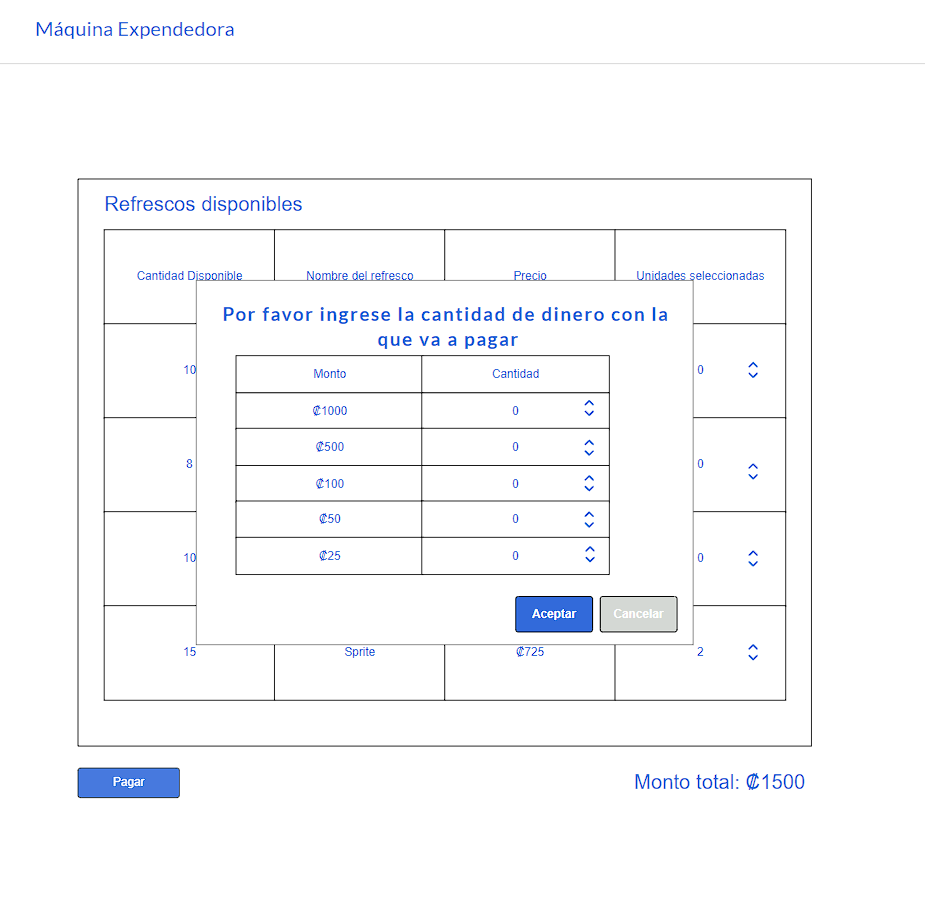 Máquina Expendedora
Refrescos disponibles
Cantidad Disponible Nombre del refresco Precio Unidades seleccionadas
Por favor ingrese la cantidad de dinero con la
que va a pagar
Monto Cantidad
10 0
₡1000 0
₡500 0
8 0
₡100 0
₡50 0
10 0
₡25 0
Aceptar Cancelar
15 Sprite ₡725 2
Pagar Monto total: ₡1500